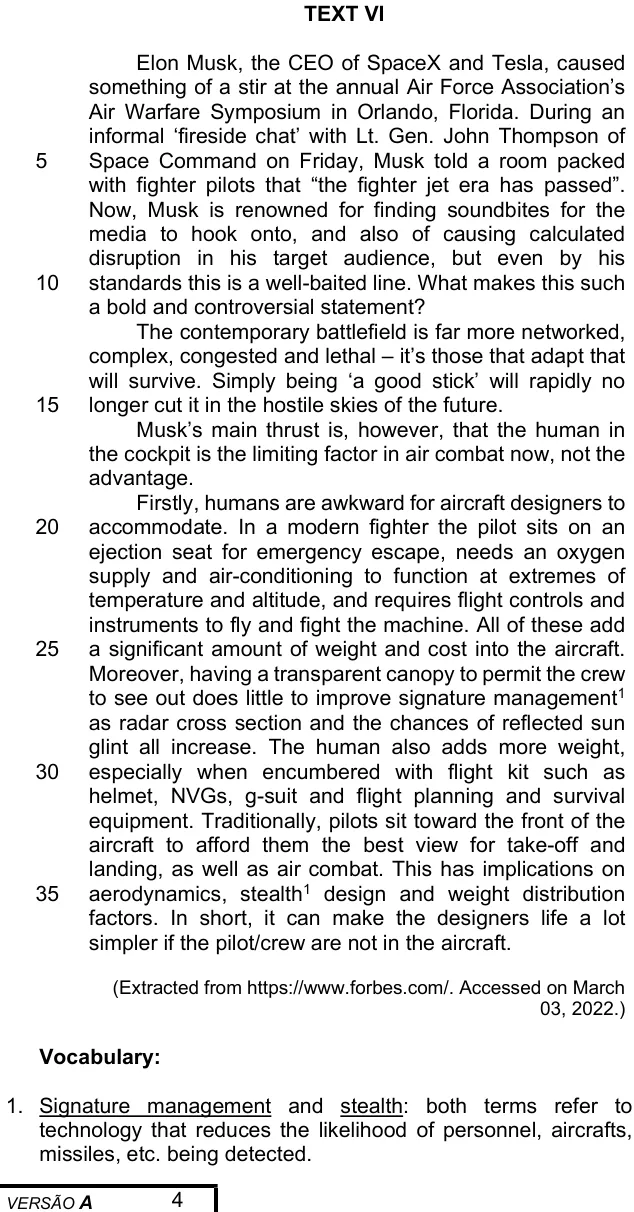 TEXT VI
Elon Musk, the CEO of SpaceX and Tesla, caused
something of a stir at the annual Air Force Association’s
Air Warfare Symposium in Orlando, Florida. During an
informal ‘fireside chat’ with Lt. Gen. John Thompson of
5 Space Command on Friday, Musk told a room packed
with fighter pilots that “the fighter jet era has passed”.
Now, Musk is renowned for finding soundbites for the
media to hook onto, and also of causing calculated
disruption in his target audience, but even by his
10 standards this is a well-baited line. What makes this such
a bold and controversial statement?
The contemporary battlefield is far more networked,
complex, congested and lethal – it’s those that adapt that
will survive. Simply being ‘a good stick’ will rapidly no
15 longer cut it in the hostile skies of the future.
Musk’s main thrust is, however, that the human in
the cockpit is the limiting factor in air combat now, not the
advantage.
Firstly, humans are awkward for aircraft designers to
20 accommodate. In a modern fighter the pilot sits on an
ejection seat for emergency escape, needs an oxygen
supply and air-conditioning to function at extremes of
temperature and altitude, and requires flight controls and
instruments to fly and fight the machine. All of these add
25 a significant amount of weight and cost into the aircraft.
Moreover, having a transparent canopy to permit the crew
to see out does little to improve signature management¹
as radar cross section and the chances of reflected sun
glint all increase. The human also adds more weight,
30 especially when encumbered with flight kit such as
helmet, NVGs, g-suit and flight planning and survival
equipment. Traditionally, pilots sit toward the front of the
aircraft to afford them the best view for take-off and
landing, as well as air combat. This has implications on
35 aerodynamics, stealth¹ design and weight distribution
factors. In short, it can make the designers life a lot
simpler if the pilot/crew are not in the aircraft.
(Extracted from https://www.forbes.com/. Accessed on March
03, 2022.)
Vocabulary:
1. Signature management and stealth: both terms refer to
technology that reduces the likelihood of personnel, aircrafts,
missiles, etc. being detected.
VERSÃO A 4